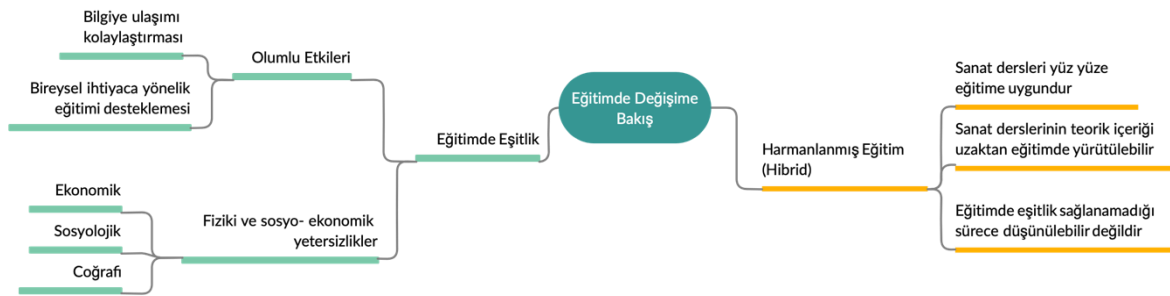 Eğitimde Değişime
Bakış
Eğitimde Eşitlik
Olumlu Etkileri
Bilgiye ulaşımı
kolaylaştırması
Bireysel ihtiyaca yönelik
eğitimi desteklemesi
Fiziki ve sosyo- ekonomik
yetersizlikler
Ekonomik
Sosyolojik
Coğrafi
Harmanlanmış Eğitim
(Hibrid)
Sanat dersleri yüz yüze
eğitime uygundur
Sanat derslerinin teorik içeriği
uzaktan eğitimde yürütülebilir
Eğitimde eşitlik sağlanamadığı
sürece düşünülebilir değildir